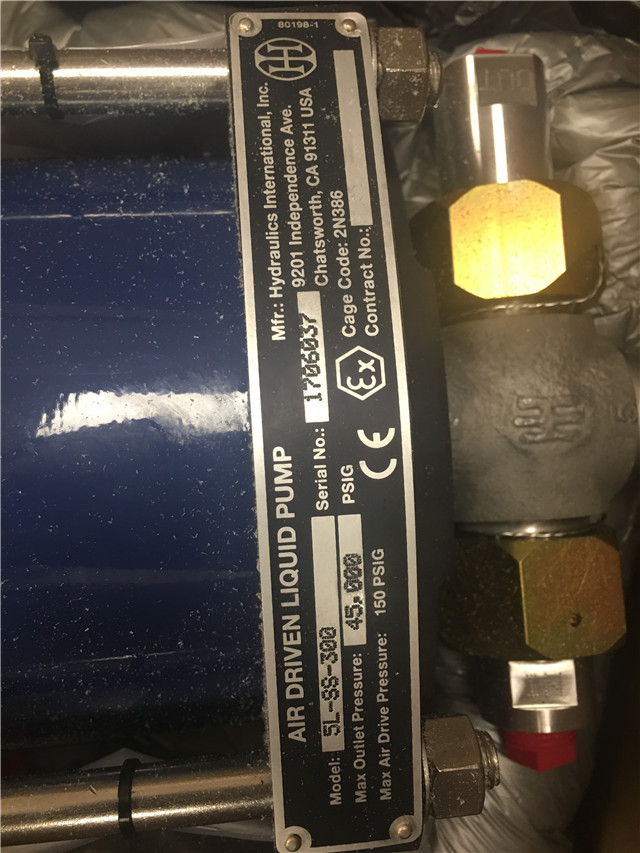 80198-1
Mfr.: Hydraulics International, Inc.
9201 Independence Ave.
Chatsworth, CA 91311 USA
AIR DRIVEN LIQUID PUMP
Serial No.: 1706037
Cage Code: 2N386
Contract No.:
Model: 5L-SS-300
Max Outlet Pressure: 45,000 PSIG
Max Air Drive Pressure: 150 PSIG
CE
Ex
OUT